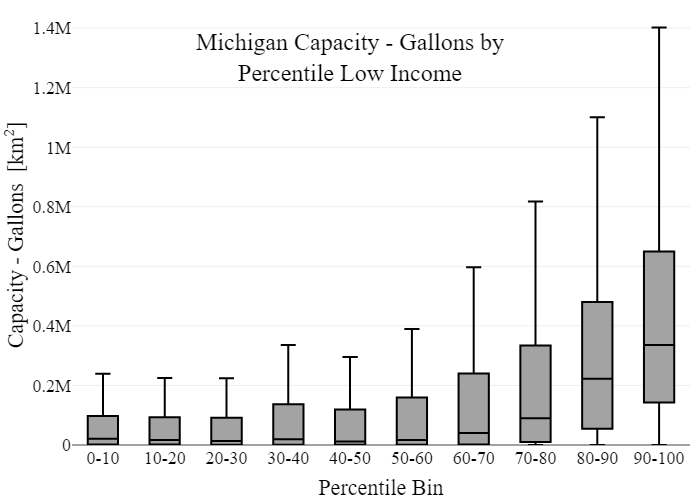 Michigan Capacity - Gallons by
Percentile Low Income
Capacity - Gallons [km²]
1.4M
1.2M
1M
0.8M
0.6M
0.4M
0.2M
0
0-10 10-20 20-30 30-40 40-50 50-60 60-70 70-80 80-90 90-100
Percentile Bin